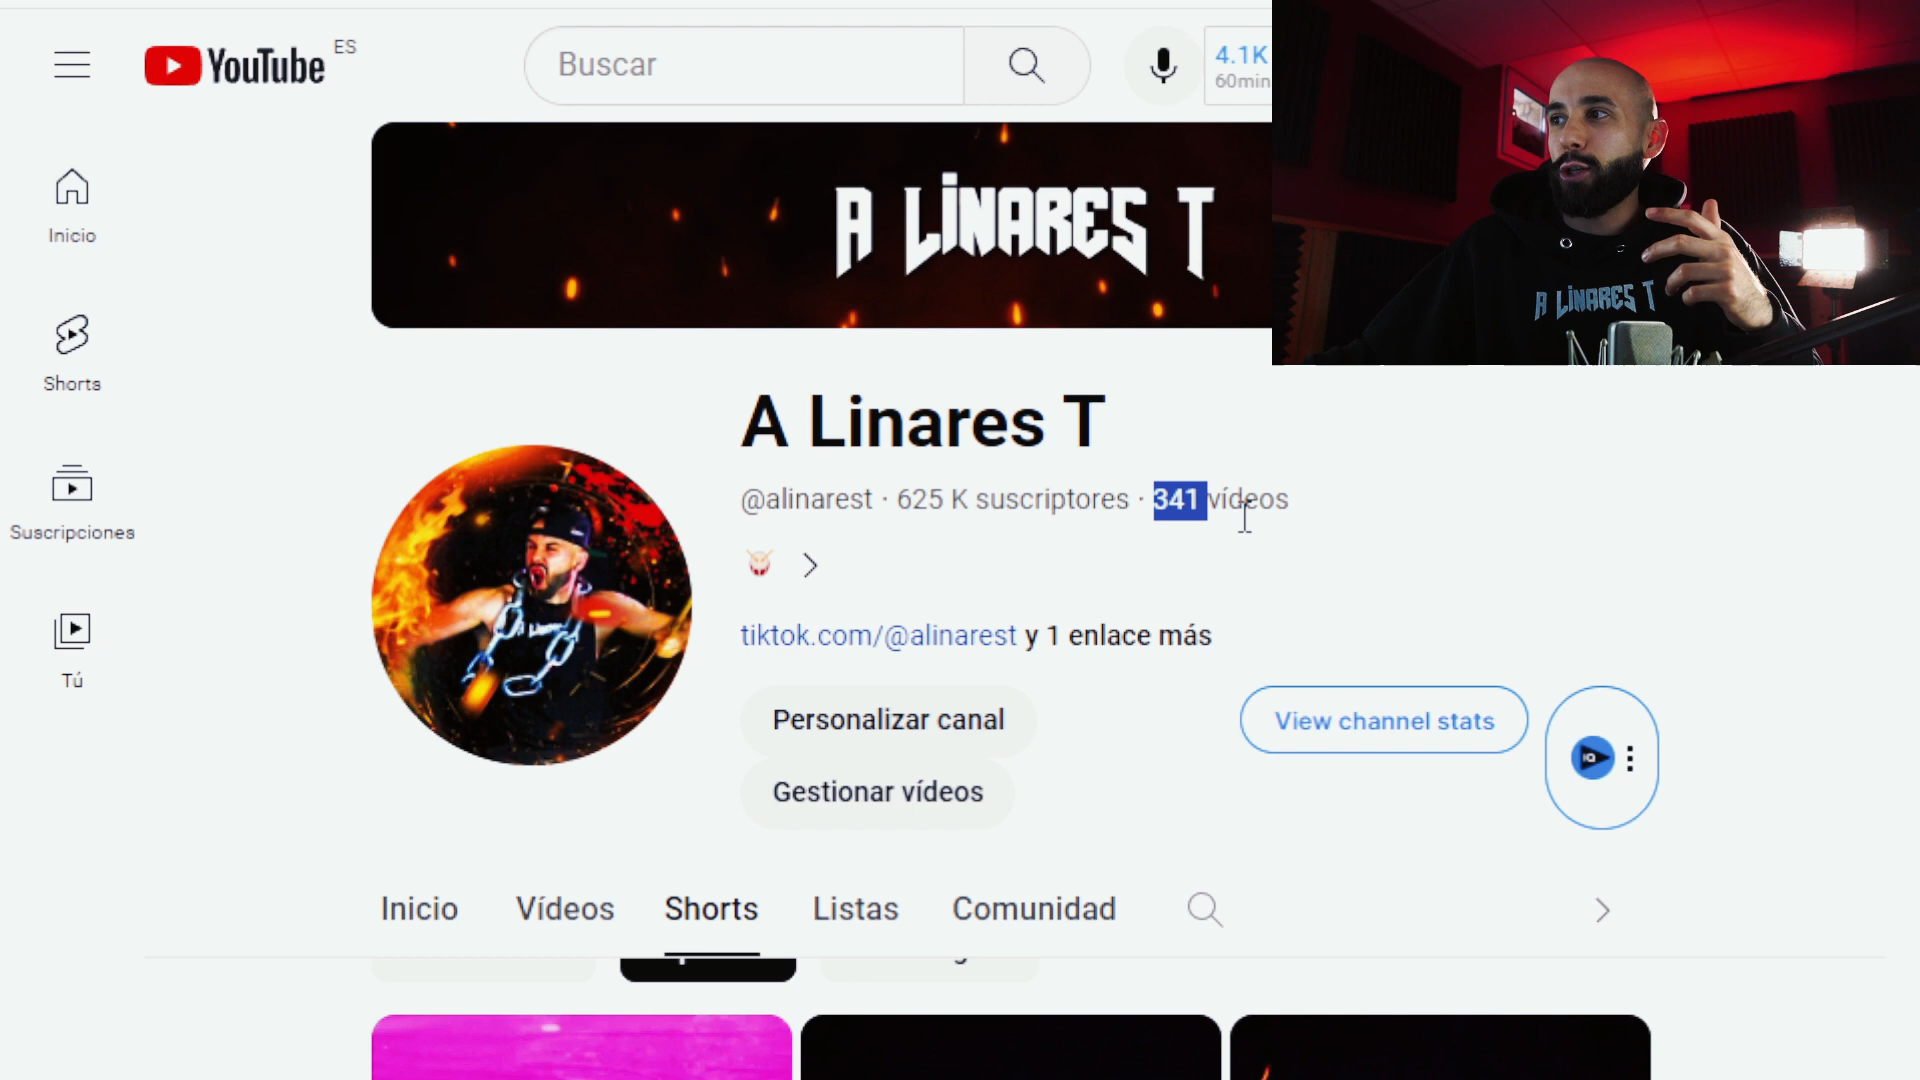 YouTube ES
Buscar
4.1K
60min
A LINARES T
A LINARES T
Inicio
Shorts
Suscripciones
Tú
A Linares T
@alinarest · 625 K suscriptores · 341 vídeos
tiktok.com/@alinarest y 1 enlace más
Personalizar canal
View channel stats
Gestionar vídeos
Inicio Vídeos Shorts Listas Comunidad